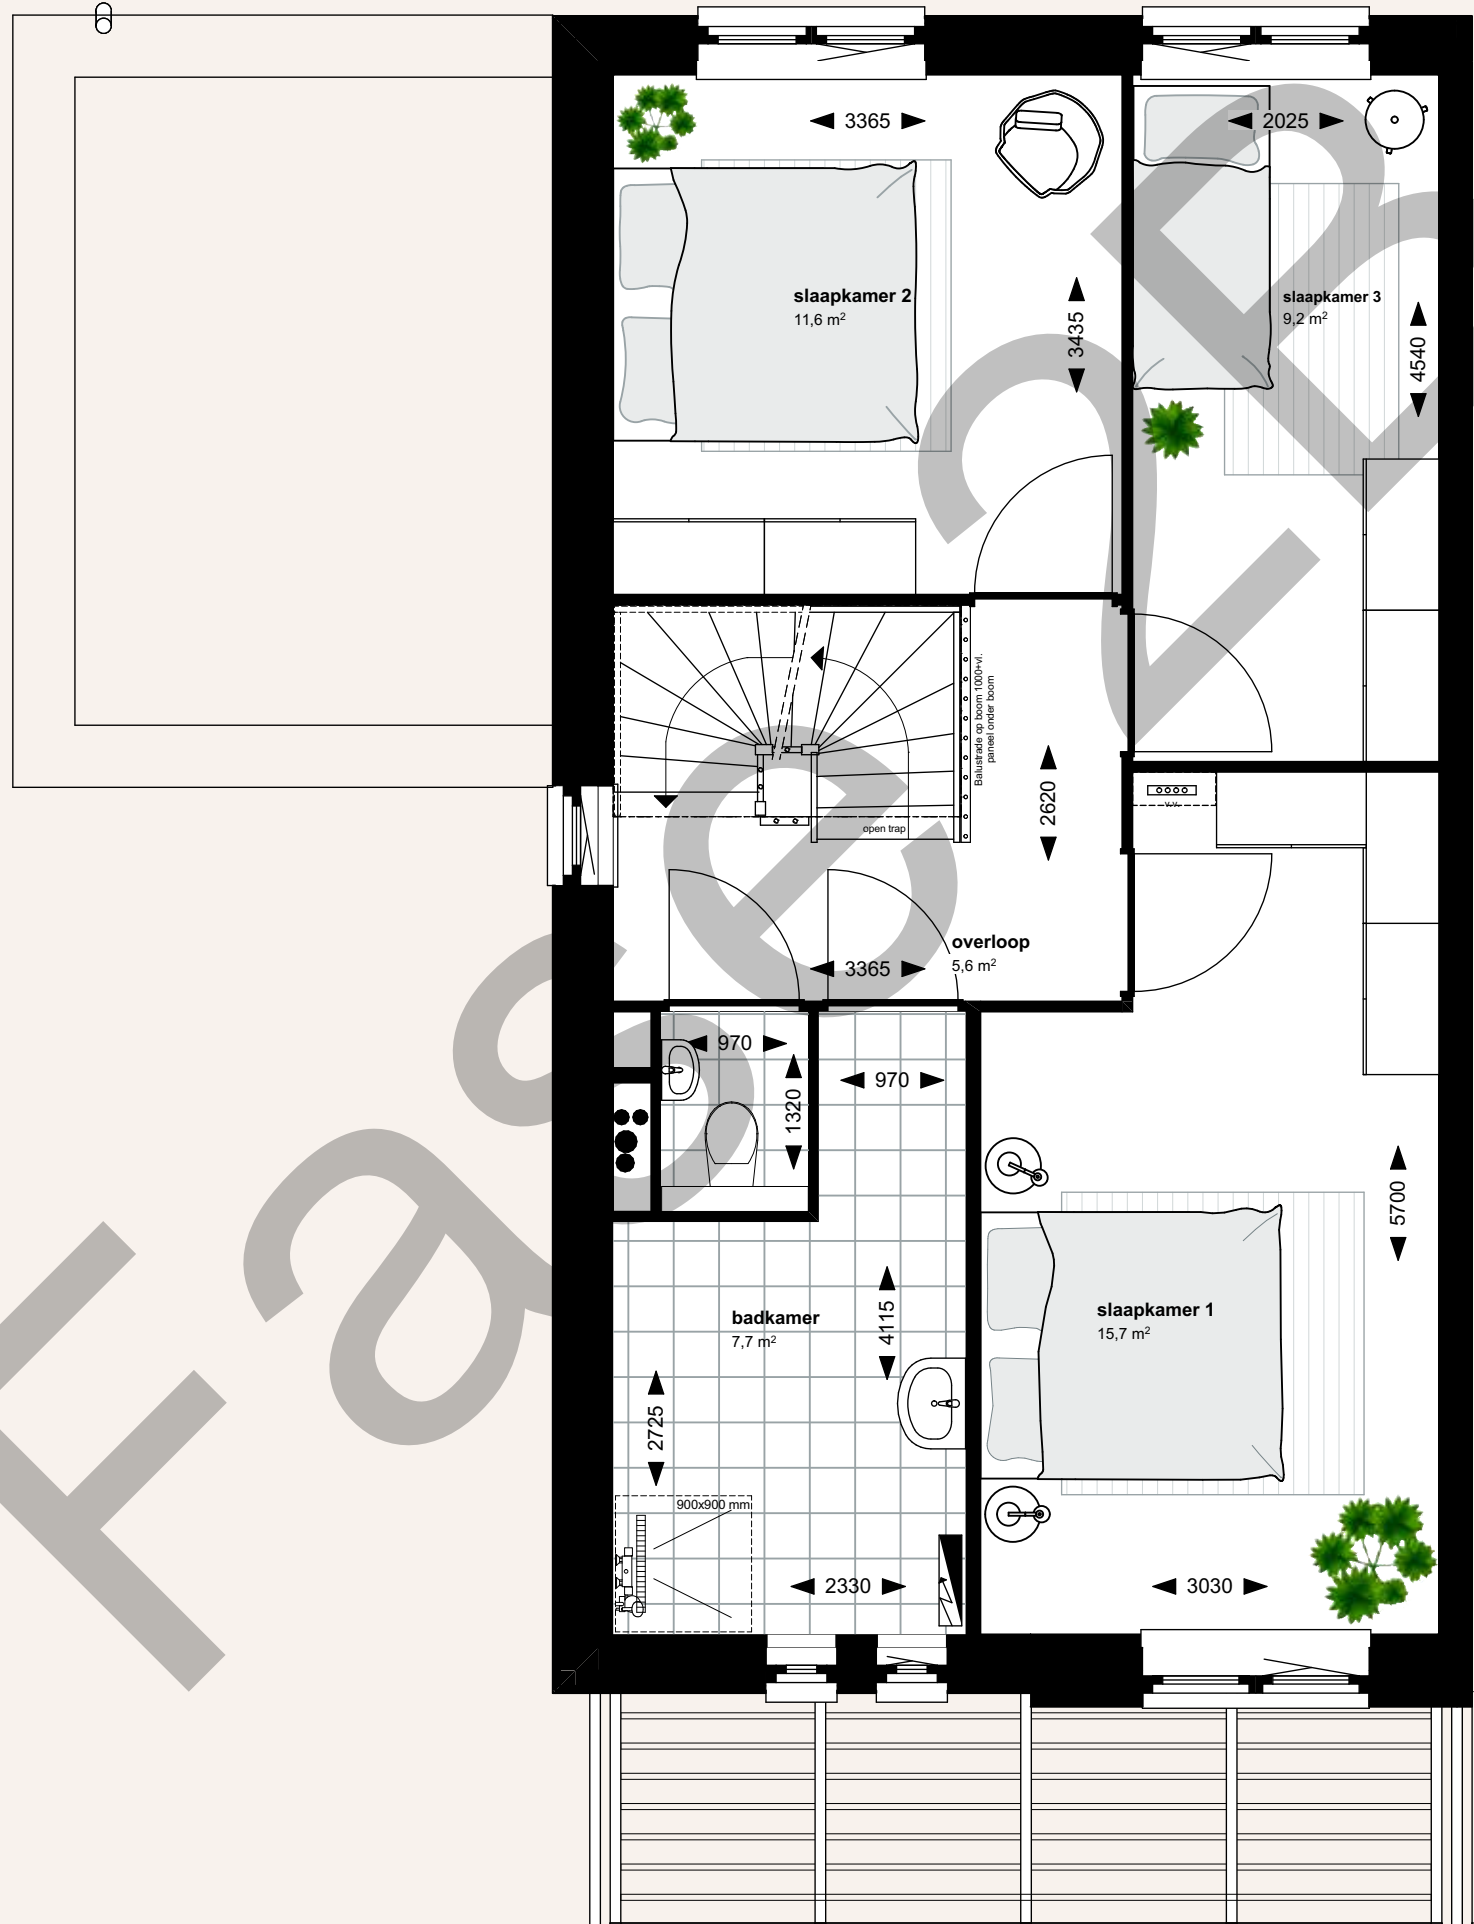 3365
2025
slaapkamer 2
11,6 m²
3435
slaapkamer 3
9,2 m²
4540
Balustrade op boom 1000+vl.
paneel onder boom
2620
v.v.
open trap
overloop
5,6 m²
3365
970
1320
970
5700
slaapkamer 1
15,7 m²
badkamer
7,7 m²
4115
2725
900x900 mm
2330
3030
Fase 2B